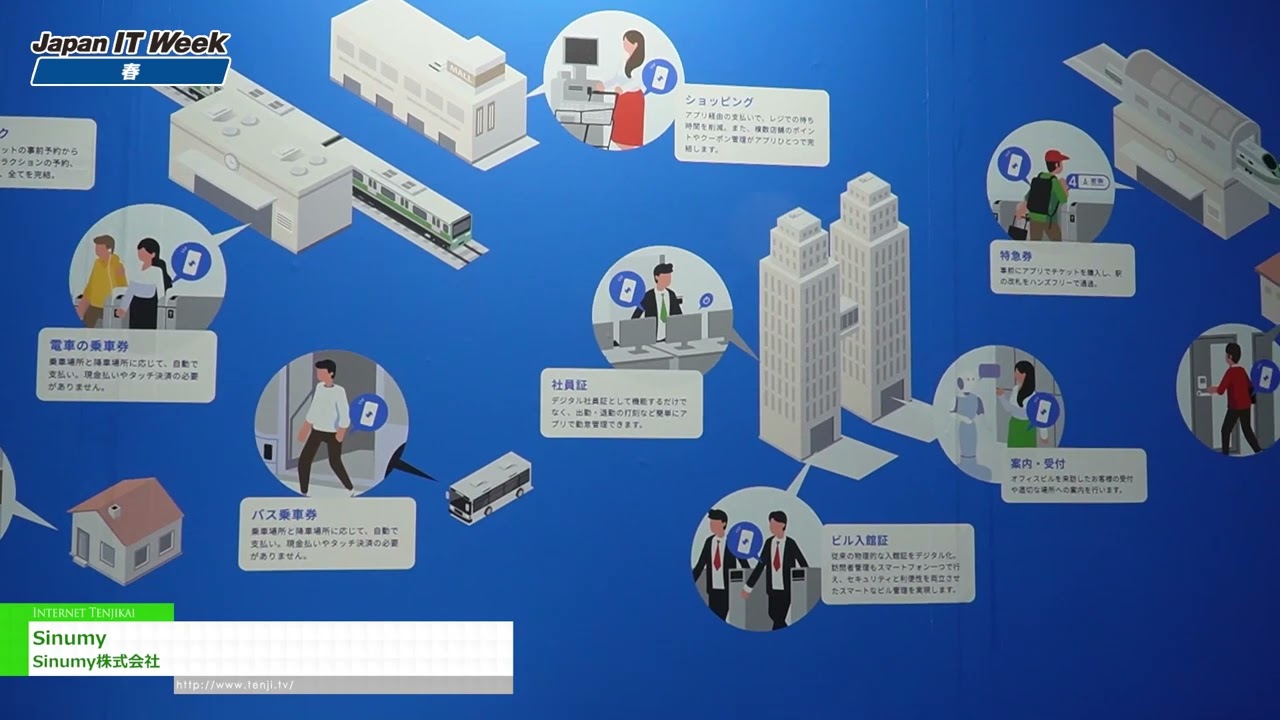 Japan IT Week
春
MALL
ショッピング
アプリ経由の支払いで、レジでの待ち
時間を削減。また、複数店舗のポイン
トやクーポン管理がアプリひとつで完
結します。
ク
ットの事前予約から
ラクションの予約、
、全てを完結。
特急券
事前にアプリでチケットを購入し、駅
の改札をハンズフリーで通過。
電車の乗車券
乗車場所と降車場所に応じて、自動で
支払い。現金払いやタッチ決済の必要
がありません。
社員証
デジタル社員証として機能するだけで
なく、出勤・退勤の打刻など簡単にア
プリで勤怠管理できます。
案内・受付
オフィスビルを来訪したお客様の受付
や適切な場所への案内を行います。
バス乗車券
乗車場所と降車場所に応じて、自動で
支払い。現金払いやタッチ決済の必要
がありません。
ビル入館証
従来の物理的な入館証をデジタル化。
訪問者管理もスマートフォン一つで行
え、セキュリティと利便性を両立させ
たスマートなビル管理を実現します。
INTERNET TENJIKAI
Sinumy
Sinumy株式会社
http://www.tenji.tv/